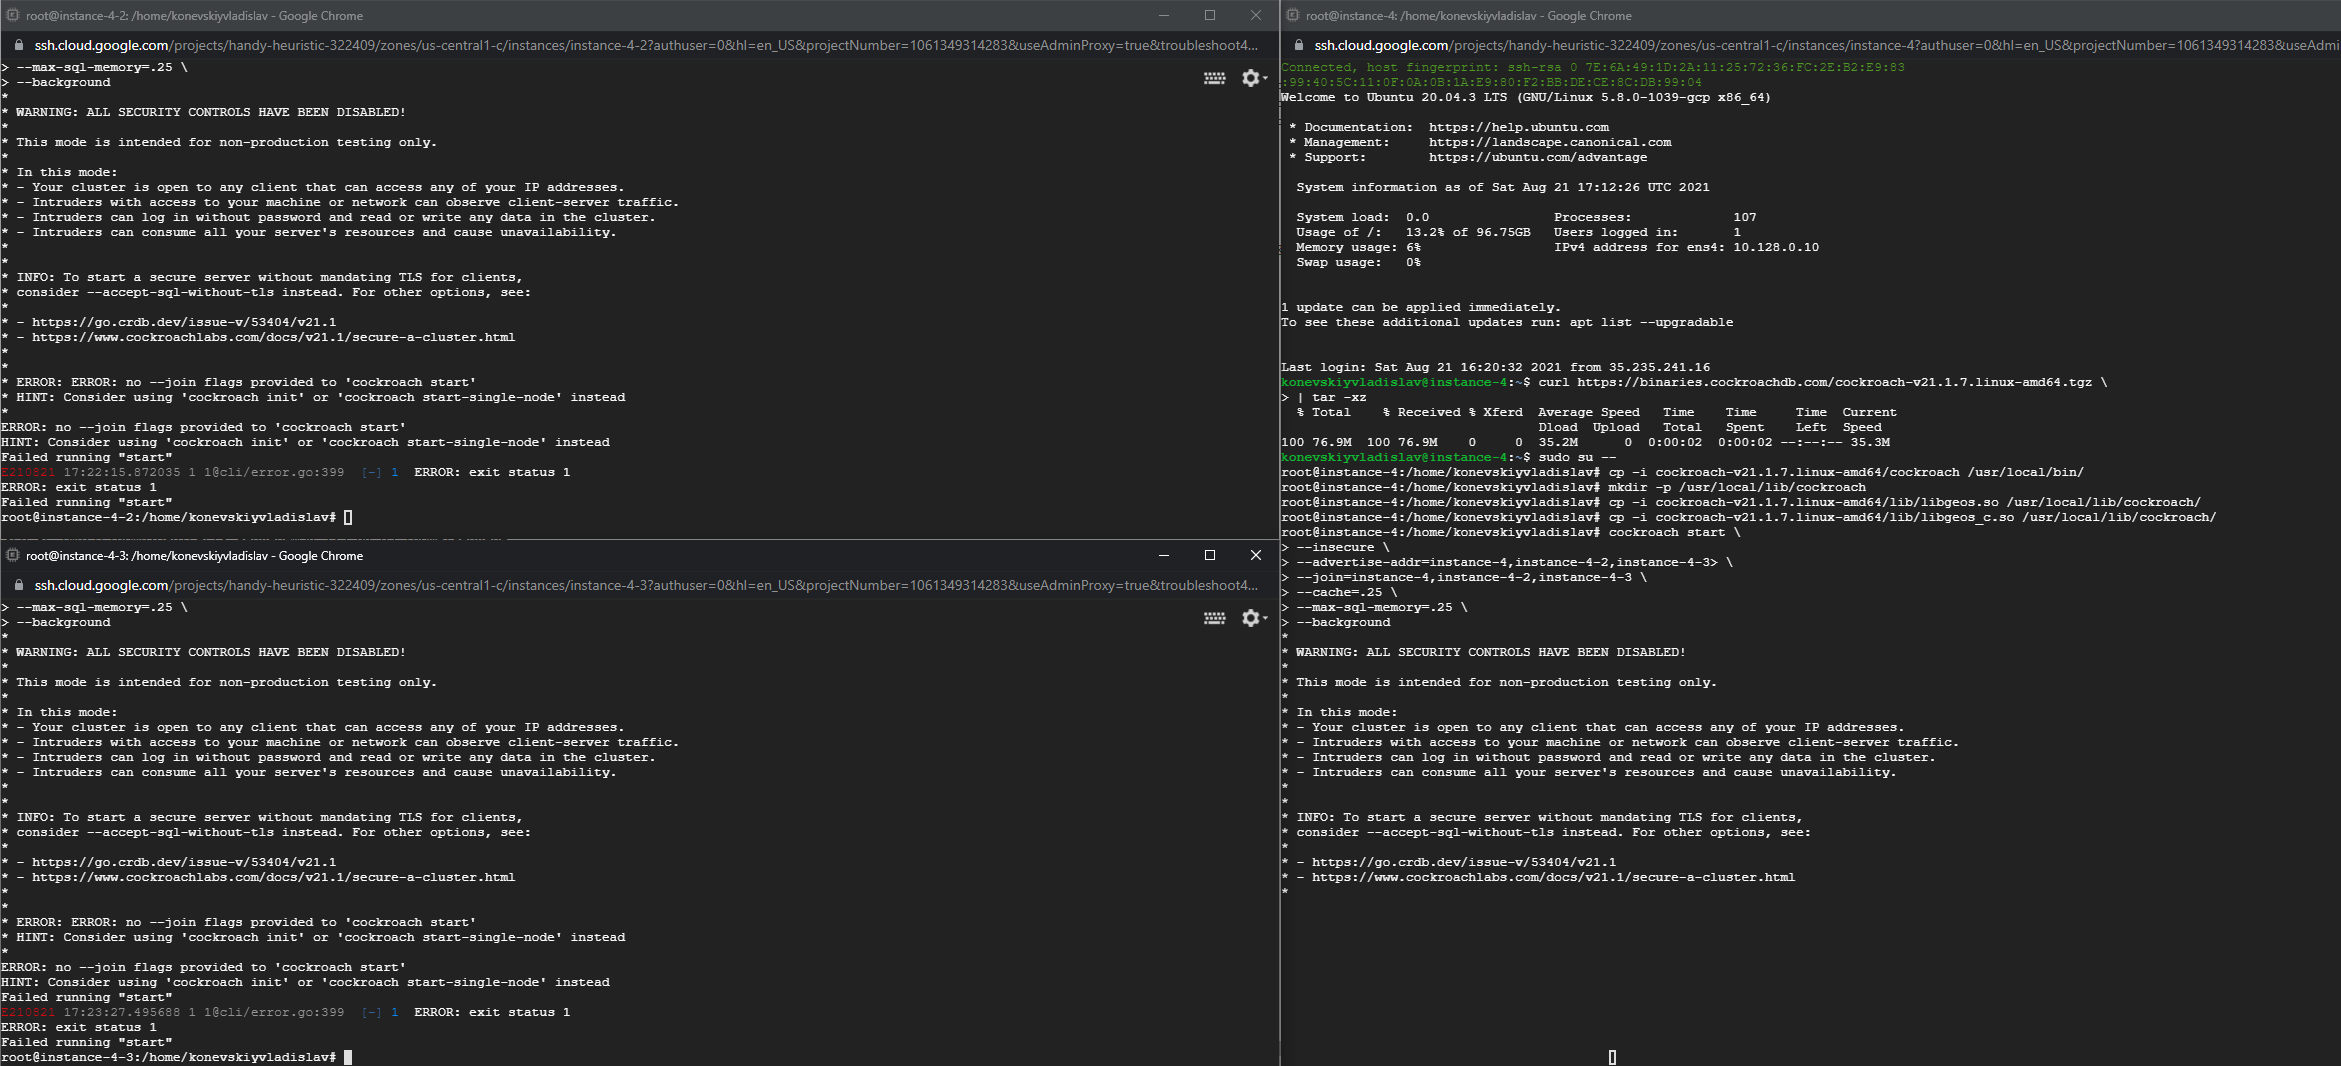 root@instance-4-2: /home/konevskiyvladislav - Google Chrome
ssh.cloud.google.com/projects/handy-heuristic-322409/zones/us-central1-c/instances/instance-4-2?authuser=0&hl=en_US&projectNumber=1061349314283&useAdminProxy=true&troubleshoot4...
> --max-sql-memory=.25 \
> --background
*
* WARNING: ALL SECURITY CONTROLS HAVE BEEN DISABLED!
*
* This mode is intended for non-production testing only.
*
* In this mode:
* - Your cluster is open to any client that can access any of your IP addresses.
* - Intruders with access to your machine or network can observe client-server traffic.
* - Intruders can log in without password and read or write any data in the cluster.
* - Intruders can consume all your server's resources and cause unavailability.
*
*
* INFO: To start a secure server without mandating TLS for clients,
* consider --accept-sql-without-tls instead. For other options, see:
*
* - https://go.crdb.dev/issue-v/53404/v21.1
* - https://www.cockroachlabs.com/docs/v21.1/secure-a-cluster.html
*
*
* ERROR: ERROR: no --join flags provided to 'cockroach start'
* HINT: Consider using 'cockroach init' or 'cockroach start-single-node' instead
*
ERROR: no --join flags provided to 'cockroach start'
HINT: Consider using 'cockroach init' or 'cockroach start-single-node' instead
Failed running "start"
E210821 17:22:15.872035 1 1@cli/error.go:399  [-] 1  ERROR: exit status 1
ERROR: exit status 1
Failed running "start"
root@instance-4-2:/home/konevskiyvladislav#
root@instance-4-3: /home/konevskiyvladislav - Google Chrome
ssh.cloud.google.com/projects/handy-heuristic-322409/zones/us-central1-c/instances/instance-4-3?authuser=0&hl=en_US&projectNumber=1061349314283&useAdminProxy=true&troubleshoot4...
> --max-sql-memory=.25 \
> --background
*
* WARNING: ALL SECURITY CONTROLS HAVE BEEN DISABLED!
*
* This mode is intended for non-production testing only.
*
* In this mode:
* - Your cluster is open to any client that can access any of your IP addresses.
* - Intruders with access to your machine or network can observe client-server traffic.
* - Intruders can log in without password and read or write any data in the cluster.
* - Intruders can consume all your server's resources and cause unavailability.
*
*
* INFO: To start a secure server without mandating TLS for clients,
* consider --accept-sql-without-tls instead. For other options, see:
*
* - https://go.crdb.dev/issue-v/53404/v21.1
* - https://www.cockroachlabs.com/docs/v21.1/secure-a-cluster.html
*
*
* ERROR: ERROR: no --join flags provided to 'cockroach start'
* HINT: Consider using 'cockroach init' or 'cockroach start-single-node' instead
*
ERROR: no --join flags provided to 'cockroach start'
HINT: Consider using 'cockroach init' or 'cockroach start-single-node' instead
Failed running "start"
E210821 17:23:27.495688 1 1@cli/error.go:399  [-] 1  ERROR: exit status 1
ERROR: exit status 1
Failed running "start"
root@instance-4-3:/home/konevskiyvladislav#
root@instance-4: /home/konevskiyvladislav - Google Chrome
ssh.cloud.google.com/projects/handy-heuristic-322409/zones/us-central1-c/instances/instance-4?authuser=0&hl=en_US&projectNumber=1061349314283&useAdmi
Connected, host fingerprint: ssh-rsa 0 7E:6A:49:1D:2A:11:25:72:36:FC:2E:B2:E9:83
:99:40:5C:11:0F:0A:0B:1A:E9:80:F2:BB:DE:CE:8C:DB:99:04
Welcome to Ubuntu 20.04.3 LTS (GNU/Linux 5.8.0-1039-gcp x86_64)
* Documentation:  https://help.ubuntu.com
* Management:     https://landscape.canonical.com
* Support:        https://ubuntu.com/advantage
System information as of Sat Aug 21 17:12:26 UTC 2021
System load:  0.0                Processes:             107
Usage of /:   13.2% of 96.75GB   Users logged in:       1
Memory usage: 6%                 IPv4 address for ens4: 10.128.0.10
Swap usage:   0%
1 update can be applied immediately.
To see these additional updates run: apt list --upgradable
Last login: Sat Aug 21 16:20:32 2021 from 35.235.241.16
konevskiyvladislav@instance-4:~$ curl https://binaries.cockroachdb.com/cockroach-v21.1.7.linux-amd64.tgz \
> | tar -xz
% Total    % Received % Xferd  Average Speed   Time    Time     Time  Current
Dload  Upload   Total   Spent    Left  Speed
100 76.9M  100 76.9M    0     0  35.2M      0  0:00:02  0:00:02 --:--:-- 35.3M
konevskiyvladislav@instance-4:~$ sudo su --
root@instance-4:/home/konevskiyvladislav# cp -i cockroach-v21.1.7.linux-amd64/cockroach /usr/local/bin/
root@instance-4:/home/konevskiyvladislav# mkdir -p /usr/local/lib/cockroach
root@instance-4:/home/konevskiyvladislav# cp -i cockroach-v21.1.7.linux-amd64/lib/libgeos.so /usr/local/lib/cockroach/
root@instance-4:/home/konevskiyvladislav# cp -i cockroach-v21.1.7.linux-amd64/lib/libgeos_c.so /usr/local/lib/cockroach/
root@instance-4:/home/konevskiyvladislav# cockroach start \
> --insecure \
> --advertise-addr=instance-4,instance-4-2,instance-4-3> \
> --join=instance-4,instance-4-2,instance-4-3 \
> --cache=.25 \
> --max-sql-memory=.25 \
> --background
*
* WARNING: ALL SECURITY CONTROLS HAVE BEEN DISABLED!
*
* This mode is intended for non-production testing only.
*
* In this mode:
* - Your cluster is open to any client that can access any of your IP addresses.
* - Intruders with access to your machine or network can observe client-server traffic.
* - Intruders can log in without password and read or write any data in the cluster.
* - Intruders can consume all your server's resources and cause unavailability.
*
*
* INFO: To start a secure server without mandating TLS for clients,
* consider --accept-sql-without-tls instead. For other options, see:
*
* - https://go.crdb.dev/issue-v/53404/v21.1
* - https://www.cockroachlabs.com/docs/v21.1/secure-a-cluster.html
*